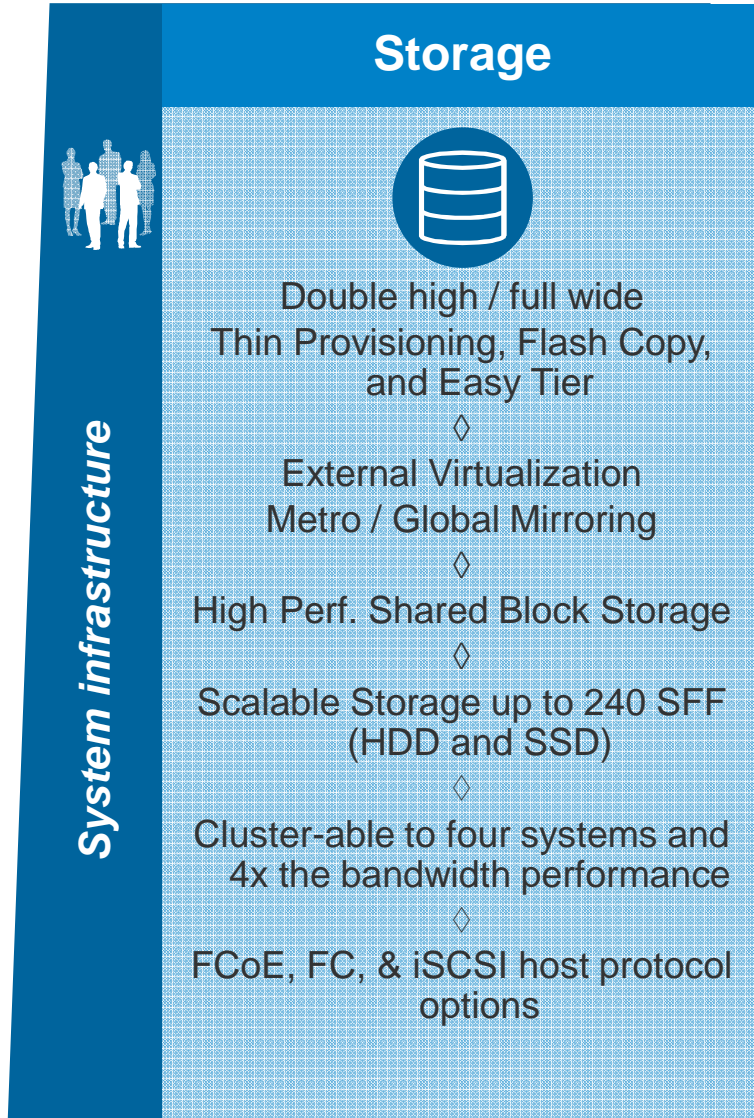 Storage
System infrastructure
Double high / full wide
Thin Provisioning, Flash Copy,
and Easy Tier
◊
External Virtualization
Metro / Global Mirroring
◊
High Perf. Shared Block Storage
◊
Scalable Storage up to 240 SFF
(HDD and SSD)
◊
Cluster-able to four systems and
4x the bandwidth performance
◊
FCoE, FC, & iSCSI host protocol
options